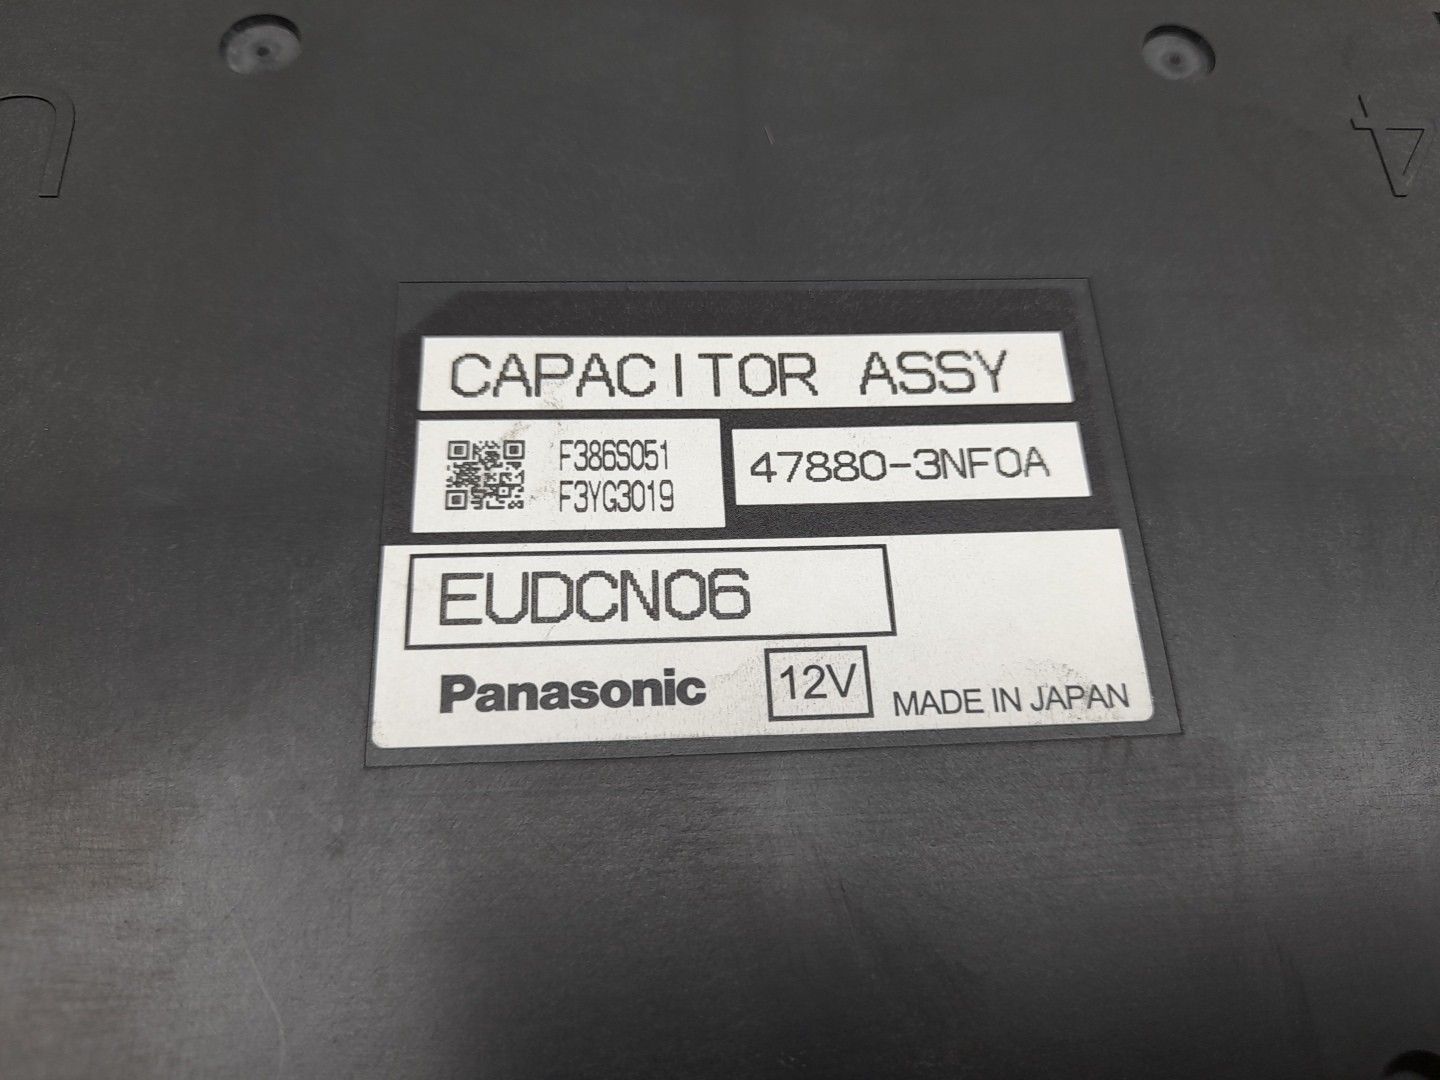 CAPACITOR ASSY
F386S051
F3YG3019
47880-3NF0A
EUDCN06
Panasonic
12V
MADE IN JAPAN